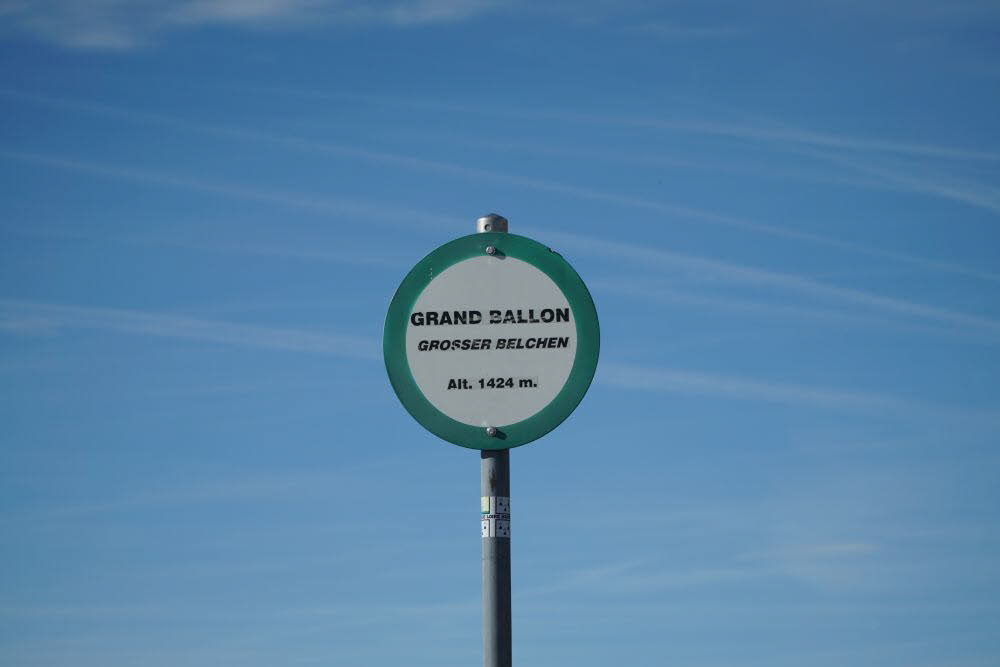 GRAND BALLON
GROSSER BELCHEN
Alt. 1424 m.